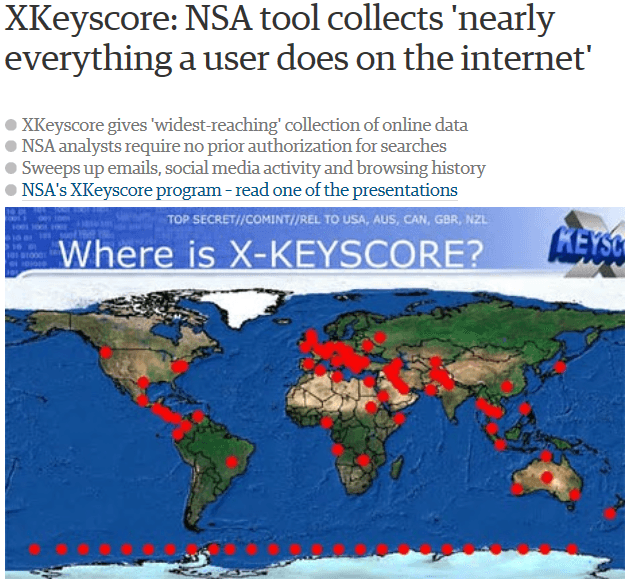 XKeyscore: NSA tool collects 'nearly
everything a user does on the internet'
XKeyscore gives 'widest-reaching' collection of online data
NSA analysts require no prior authorization for searches
Sweeps up emails, social media activity and browsing history
NSA's XKeyscore program – read one of the presentations
TOP SECRET//COMINT//REL TO USA, AUS, CAN, GBR, NZL
Where is X-KEYSCORE?